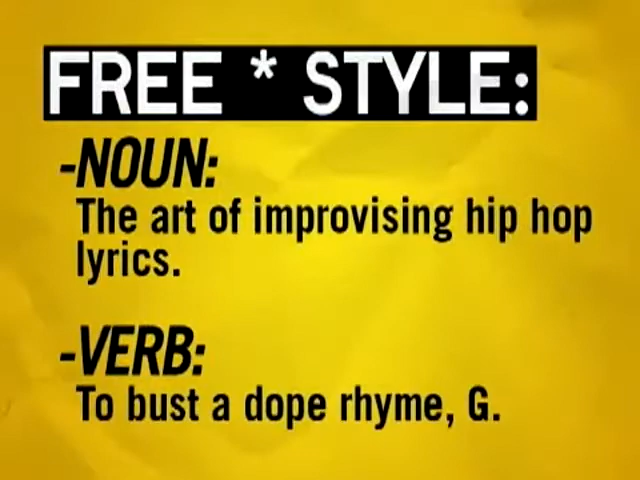 FREE * STYLE:
-NOUN:
The art of improvising hip hop
lyrics.
-VERB:
To bust a dope rhyme, G.